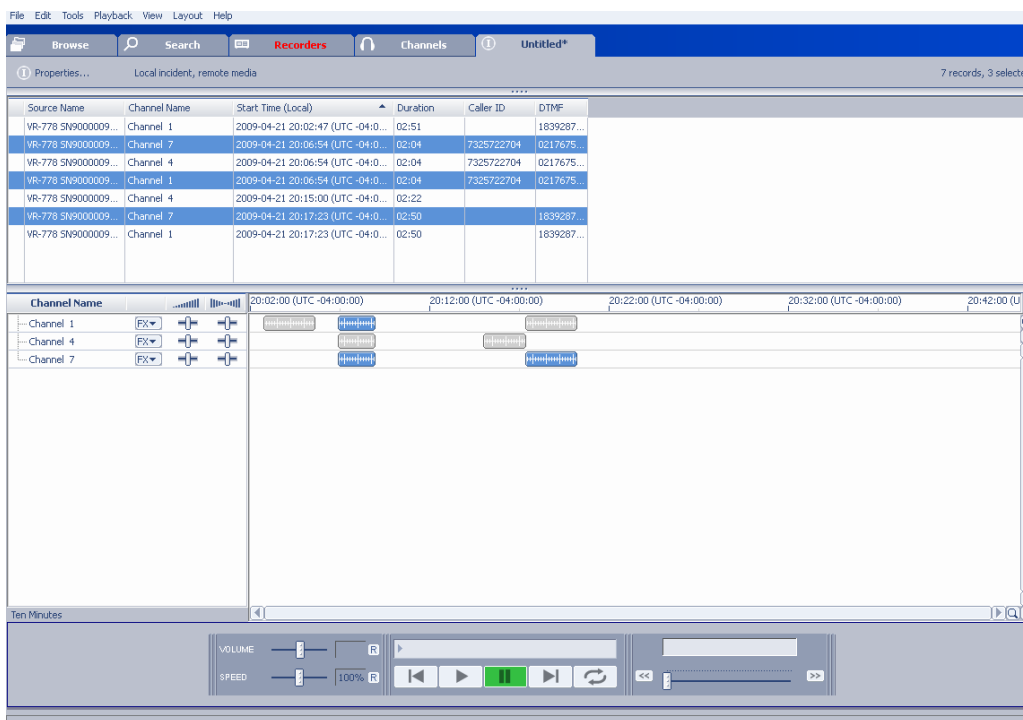 File Edit Tools Playback View Layout Help
Browse Search Recorders Channels Untitled*
Properties... Local incident, remote media 7 records, 3 selecte
Source Name Channel Name Start Time (Local) Duration Caller ID DTMF
VR-778 SN9000009... Channel 1 2009-04-21 20:02:47 (UTC -04:0... 02:51 1839287...
VR-778 SN9000009... Channel 7 2009-04-21 20:06:54 (UTC -04:0... 02:04 7325722704 0217675...
VR-778 SN9000009... Channel 4 2009-04-21 20:06:54 (UTC -04:0... 02:04 7325722704 0217675...
VR-778 SN9000009... Channel 1 2009-04-21 20:06:54 (UTC -04:0... 02:04 7325722704 0217675...
VR-778 SN9000009... Channel 4 2009-04-21 20:15:00 (UTC -04:0... 02:22
VR-778 SN9000009... Channel 7 2009-04-21 20:17:23 (UTC -04:0... 02:50 1839287...
VR-778 SN9000009... Channel 1 2009-04-21 20:17:23 (UTC -04:0... 02:50 1839287...
Channel Name 20:02:00 (UTC -04:00:00) 20:12:00 (UTC -04:00:00) 20:22:00 (UTC -04:00:00) 20:32:00 (UTC -04:00:00) 20:42:00 (U
Channel 1 FX
Channel 4 FX
Channel 7 FX
Ten Minutes
VOLUME R
SPEED 100% R << >>